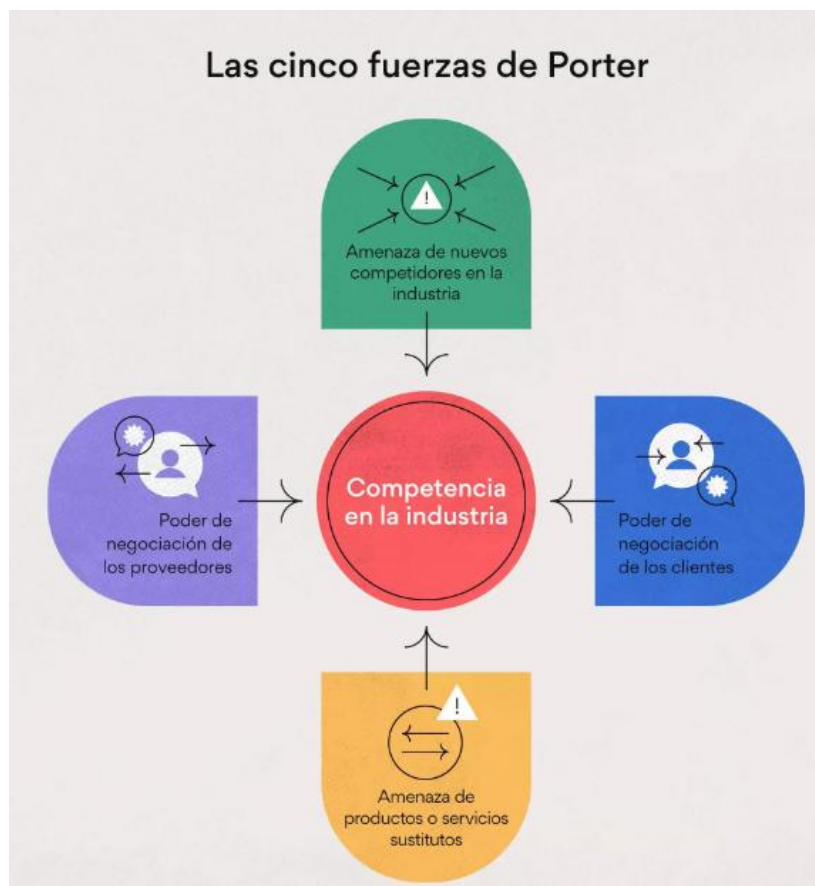 Las cinco fuerzas de Porter
!
Amenaza de nuevos
competidores en la
industria
Poder de
negociación de
los proveedores
Competencia
en la industria
Poder de
negociación
de los clientes
!
Amenaza de
productos o servicios
sustitutos